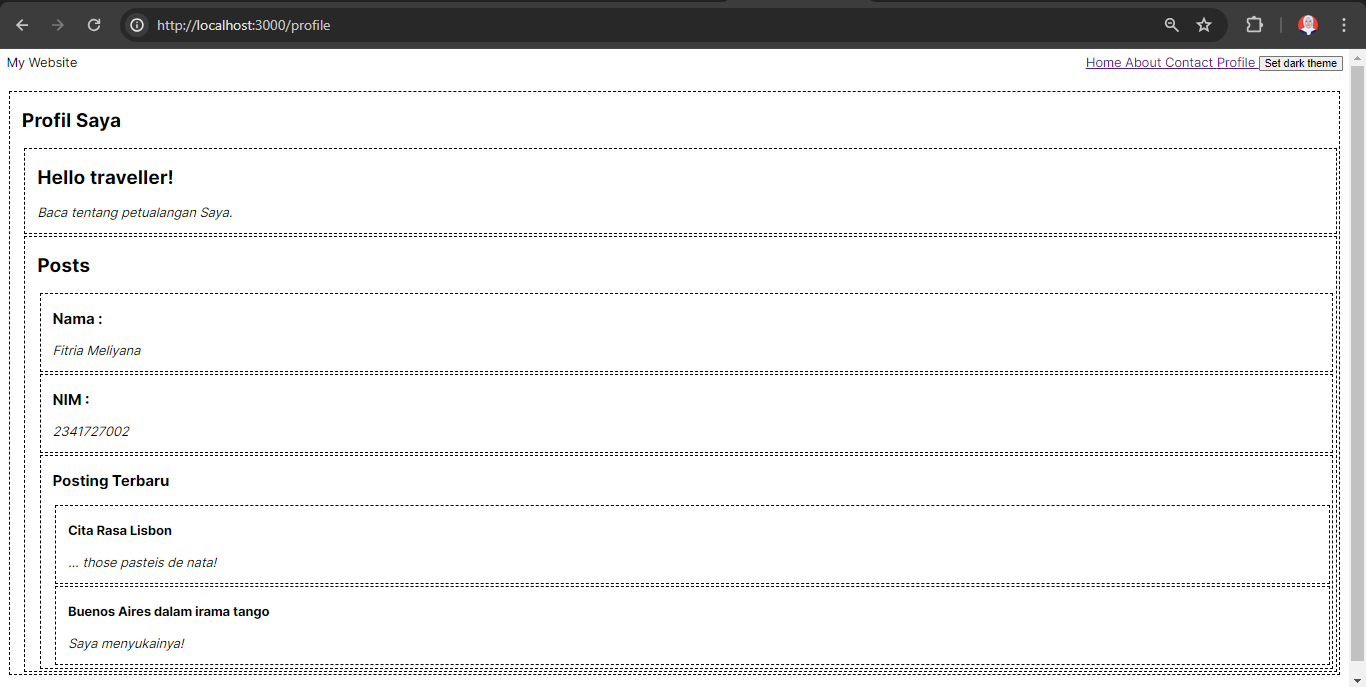 http://localhost:3000/profile
My Website
Home About Contact Profile Set dark theme
Profil Saya
Hello traveller!
Baca tentang petualangan Saya.
Posts
Nama :
Fitria Meliyana
NIM :
2341727002
Posting Terbaru
Cita Rasa Lisbon
... those pasteis de nata!
Buenos Aires dalam irama tango
Saya menyukainya!